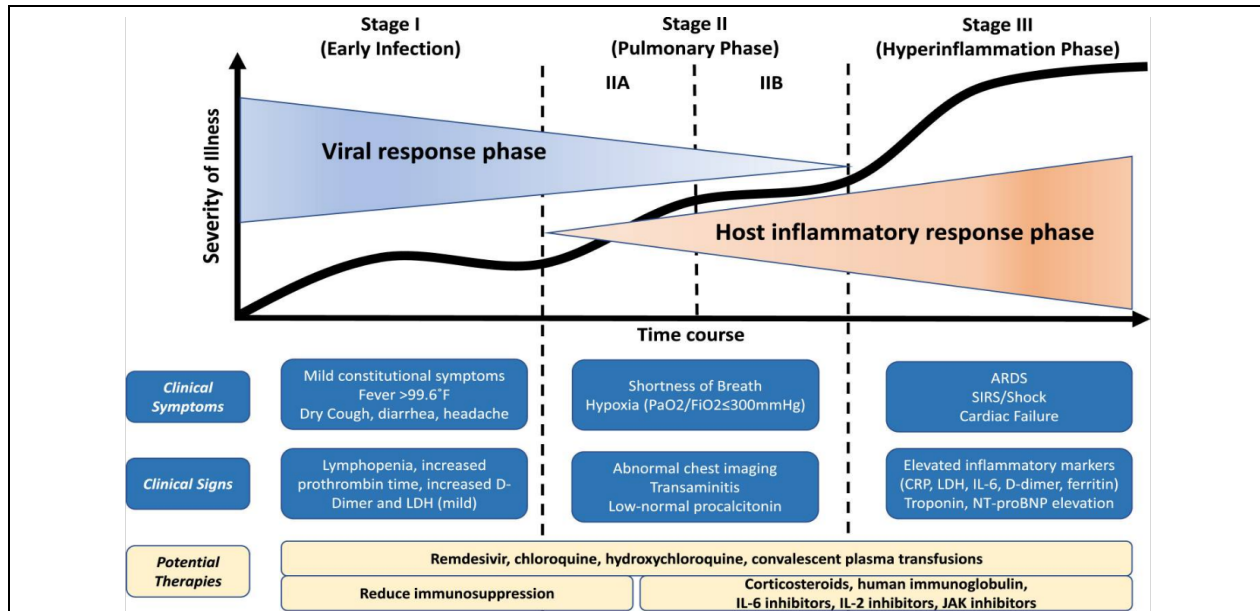 Stage I
(Early Infection)
Stage II
(Pulmonary Phase)
Stage III
(Hyperinflammation Phase)
IIA
IIB
Severity of Illness
Viral response phase
Host inflammatory response phase
Time course
Clinical
Symptoms
Mild constitutional symptoms
Fever >99.6°F
Dry Cough, diarrhea, headache
Shortness of Breath
Hypoxia (PaO2/FiO2≤300mmHg)
ARDS
SIRS/Shock
Cardiac Failure
Clinical Signs
Lymphopenia, increased
prothrombin time, increased D-
Dimer and LDH (mild)
Abnormal chest imaging
Transaminitis
Low-normal procalcitonin
Elevated inflammatory markers
(CRP, LDH, IL-6, D-dimer, ferritin)
Troponin, NT-proBNP elevation
Potential
Therapies
Remdesivir, chloroquine, hydroxychloroquine, convalescent plasma transfusions
Reduce immunosuppression
Corticosteroids, human immunoglobulin,
IL-6 inhibitors, IL-2 inhibitors, JAK inhibitors